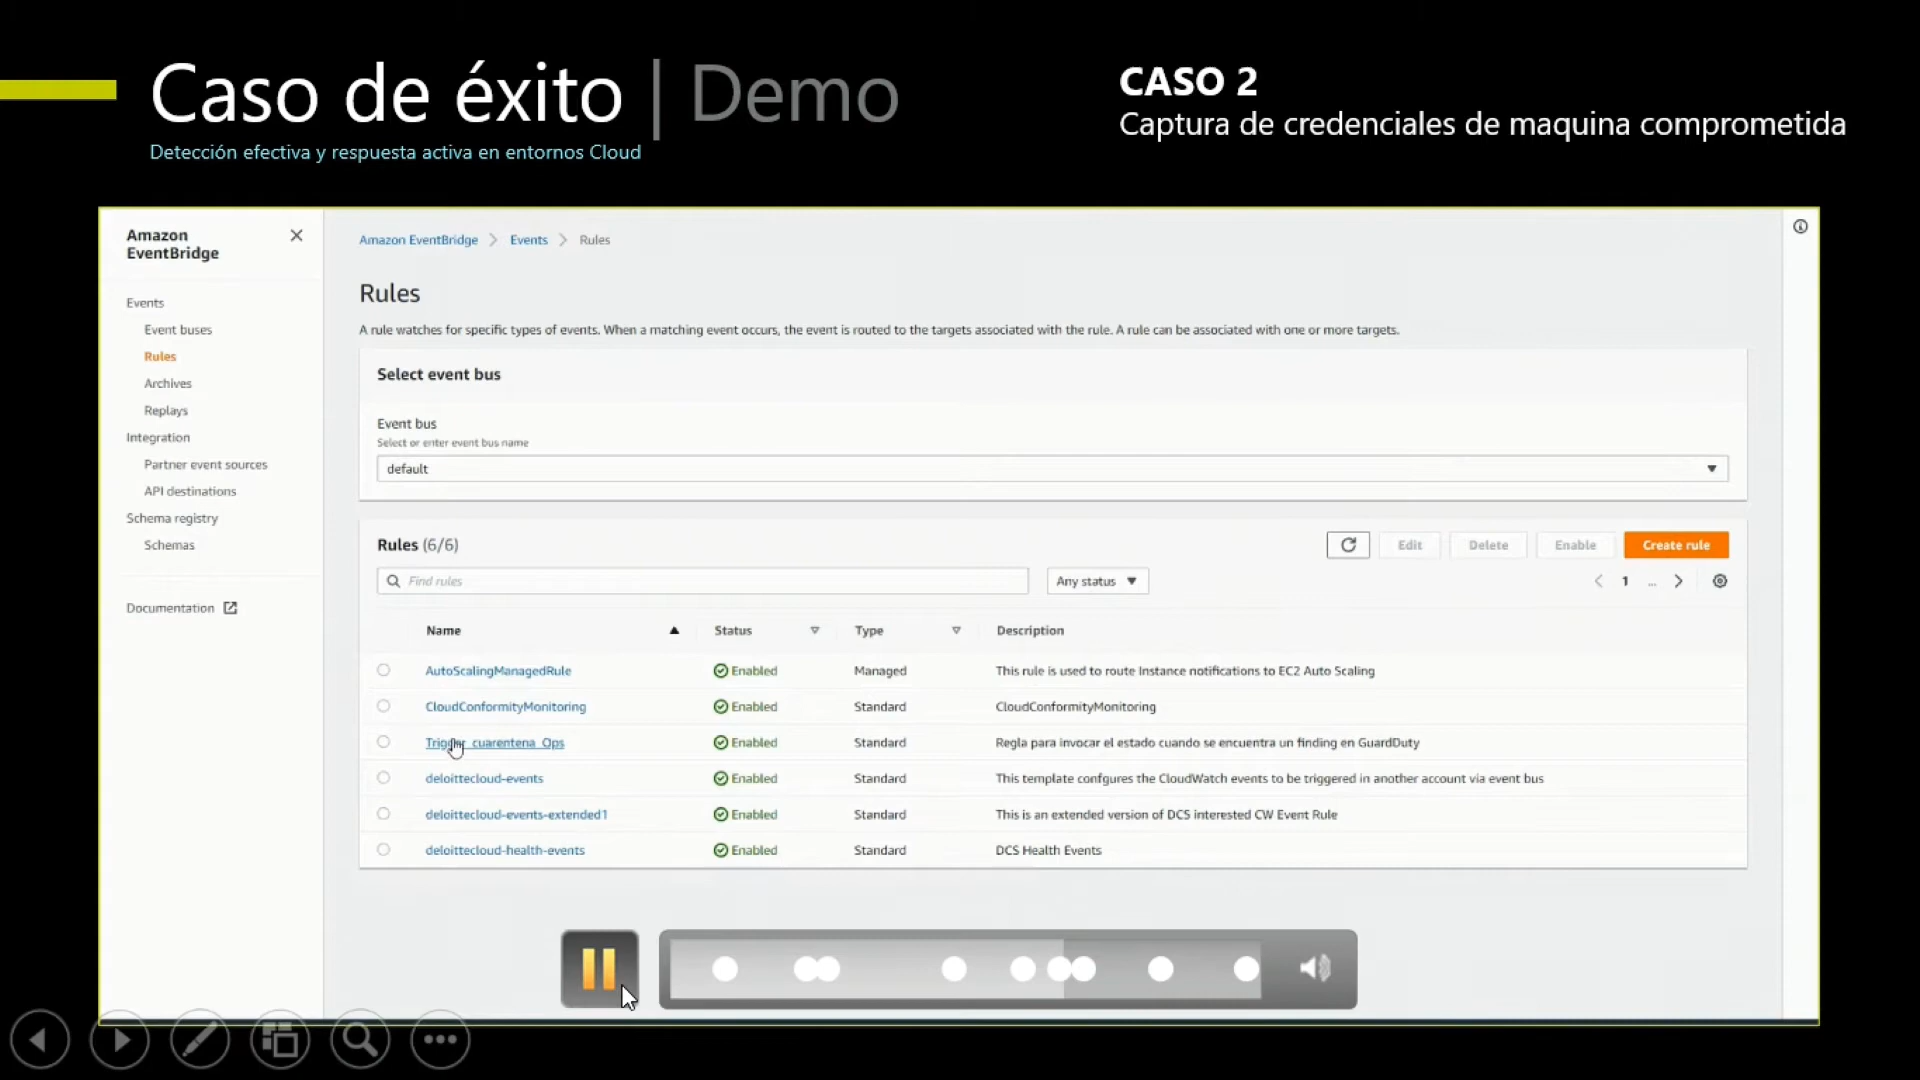 Caso de éxito | Demo
Detección efectiva y respuesta activa en entornos Cloud
CASO 2
Captura de credenciales de maquina comprometida
Amazon
EventBridge
Events
Event buses
Rules
Archives
Replays
Integration
Partner event sources
API destinations
Schema registry
Schemas
Documentation
Amazon EventBridge
Events
Rules
Rules
A rule watches for specific types of events. When a matching event occurs, the event is routed to the targets associated with the rule. A rule can be associated with one or more targets.
Select event bus
Event bus
Select or enter event bus name
default
Rules (6/6)
Edit
Delete
Enable
Create rule
Find rules
Any status
1 ...
Name Status Type Description
AutoScalingManagedRule Enabled Managed This rule is used to route Instance notifications to EC2 Auto Scaling
CloudConformityMonitoring Enabled Standard CloudConformityMonitoring
Trigger_cuarentena_Ops Enabled Standard Regla para invocar el estado cuando se encuentra un finding en GuardDuty
deloittecloud-events Enabled Standard This template confgures the CloudWatch events to be triggered in another account via event bus
deloittecloud-events-extended1 Enabled Standard This is an extended version of DCS interested CW Event Rule
deloittecloud-health-events Enabled Standard DCS Health Events